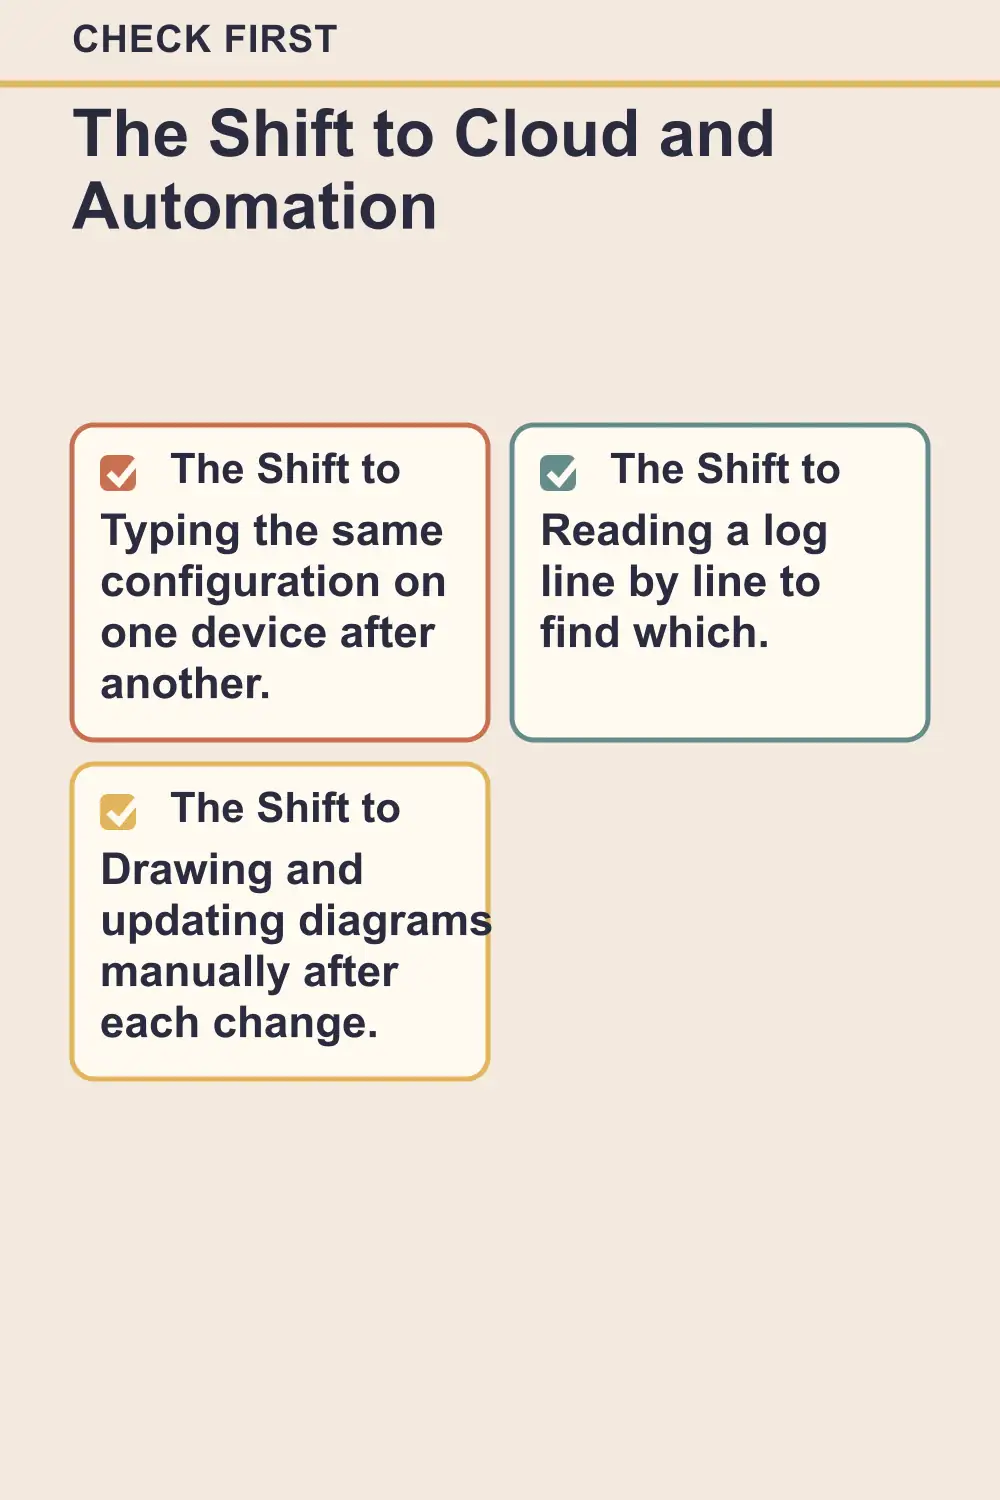 CHECK FIRST
The Shift to Cloud and
Automation
The Shift to
Typing the same
configuration on
one device after
another.
The Shift to
Reading a log
line by line to
find which.
The Shift to
Drawing and
updating diagrams
manually after
each change.